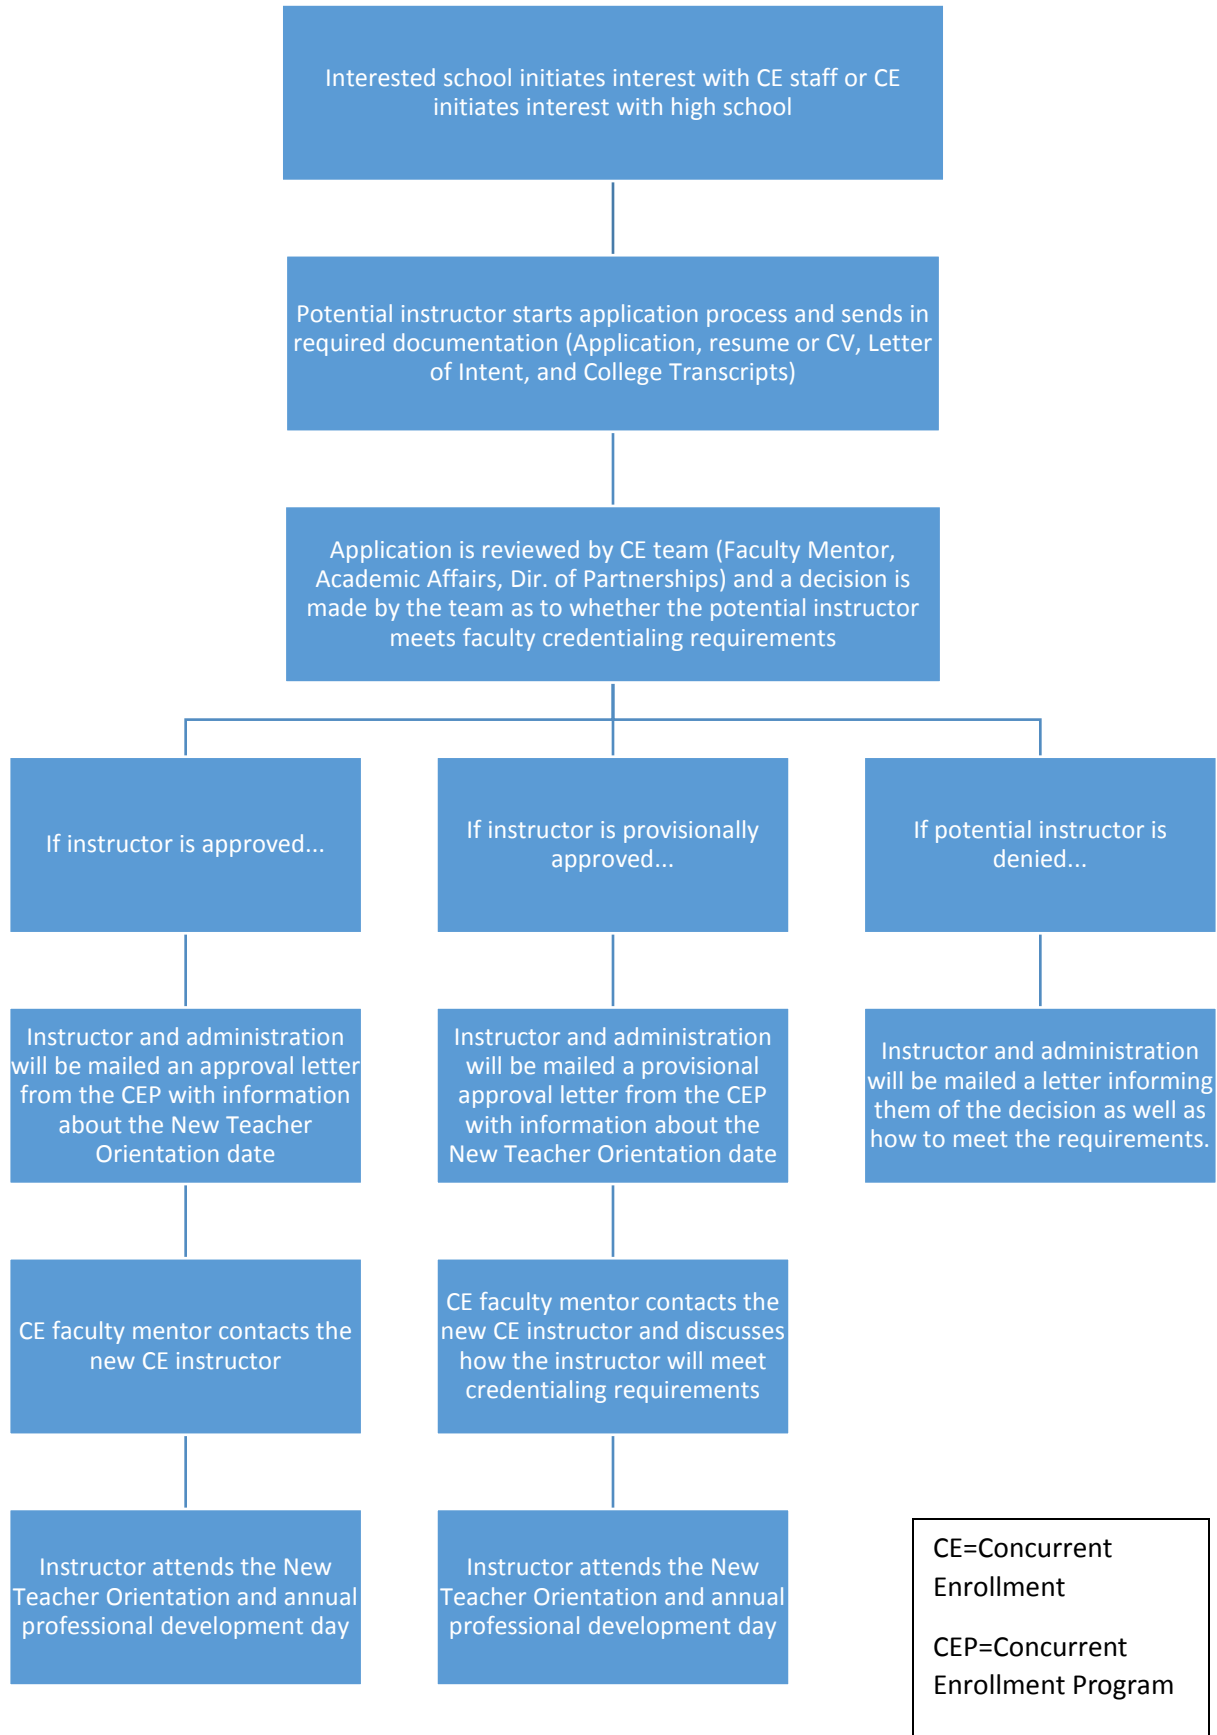 Interested school initiates interest with CE staff or CE
initiates interest with high school
Potential instructor starts application process and sends in
required documentation (Application, resume or CV, Letter
of Intent, and College Transcripts)
Application is reviewed by CE team (Faculty Mentor,
Academic Affairs, Dir. of Partnerships) and a decision is
made by the team as to whether the potential instructor
meets faculty credentialing requirements
If instructor is approved...
Instructor and administration
will be mailed an approval letter
from the CEP with information
about the New Teacher
Orientation date
CE faculty mentor contacts the
new CE instructor
Instructor attends the New
Teacher Orientation and annual
professional development day
If instructor is provisionally
approved...
Instructor and administration
will be mailed a provisional
approval letter from the CEP
with information about the
New Teacher Orientation date
CE faculty mentor contacts the
new CE instructor and discusses
how the instructor will meet
credentialing requirements
Instructor attends the New
Teacher Orientation and annual
professional development day
If potential instructor is
denied...
Instructor and administration
will be mailed a letter informing
them of the decision as well as
how to meet the requirements.
CE=Concurrent
Enrollment
CEP=Concurrent
Enrollment Program